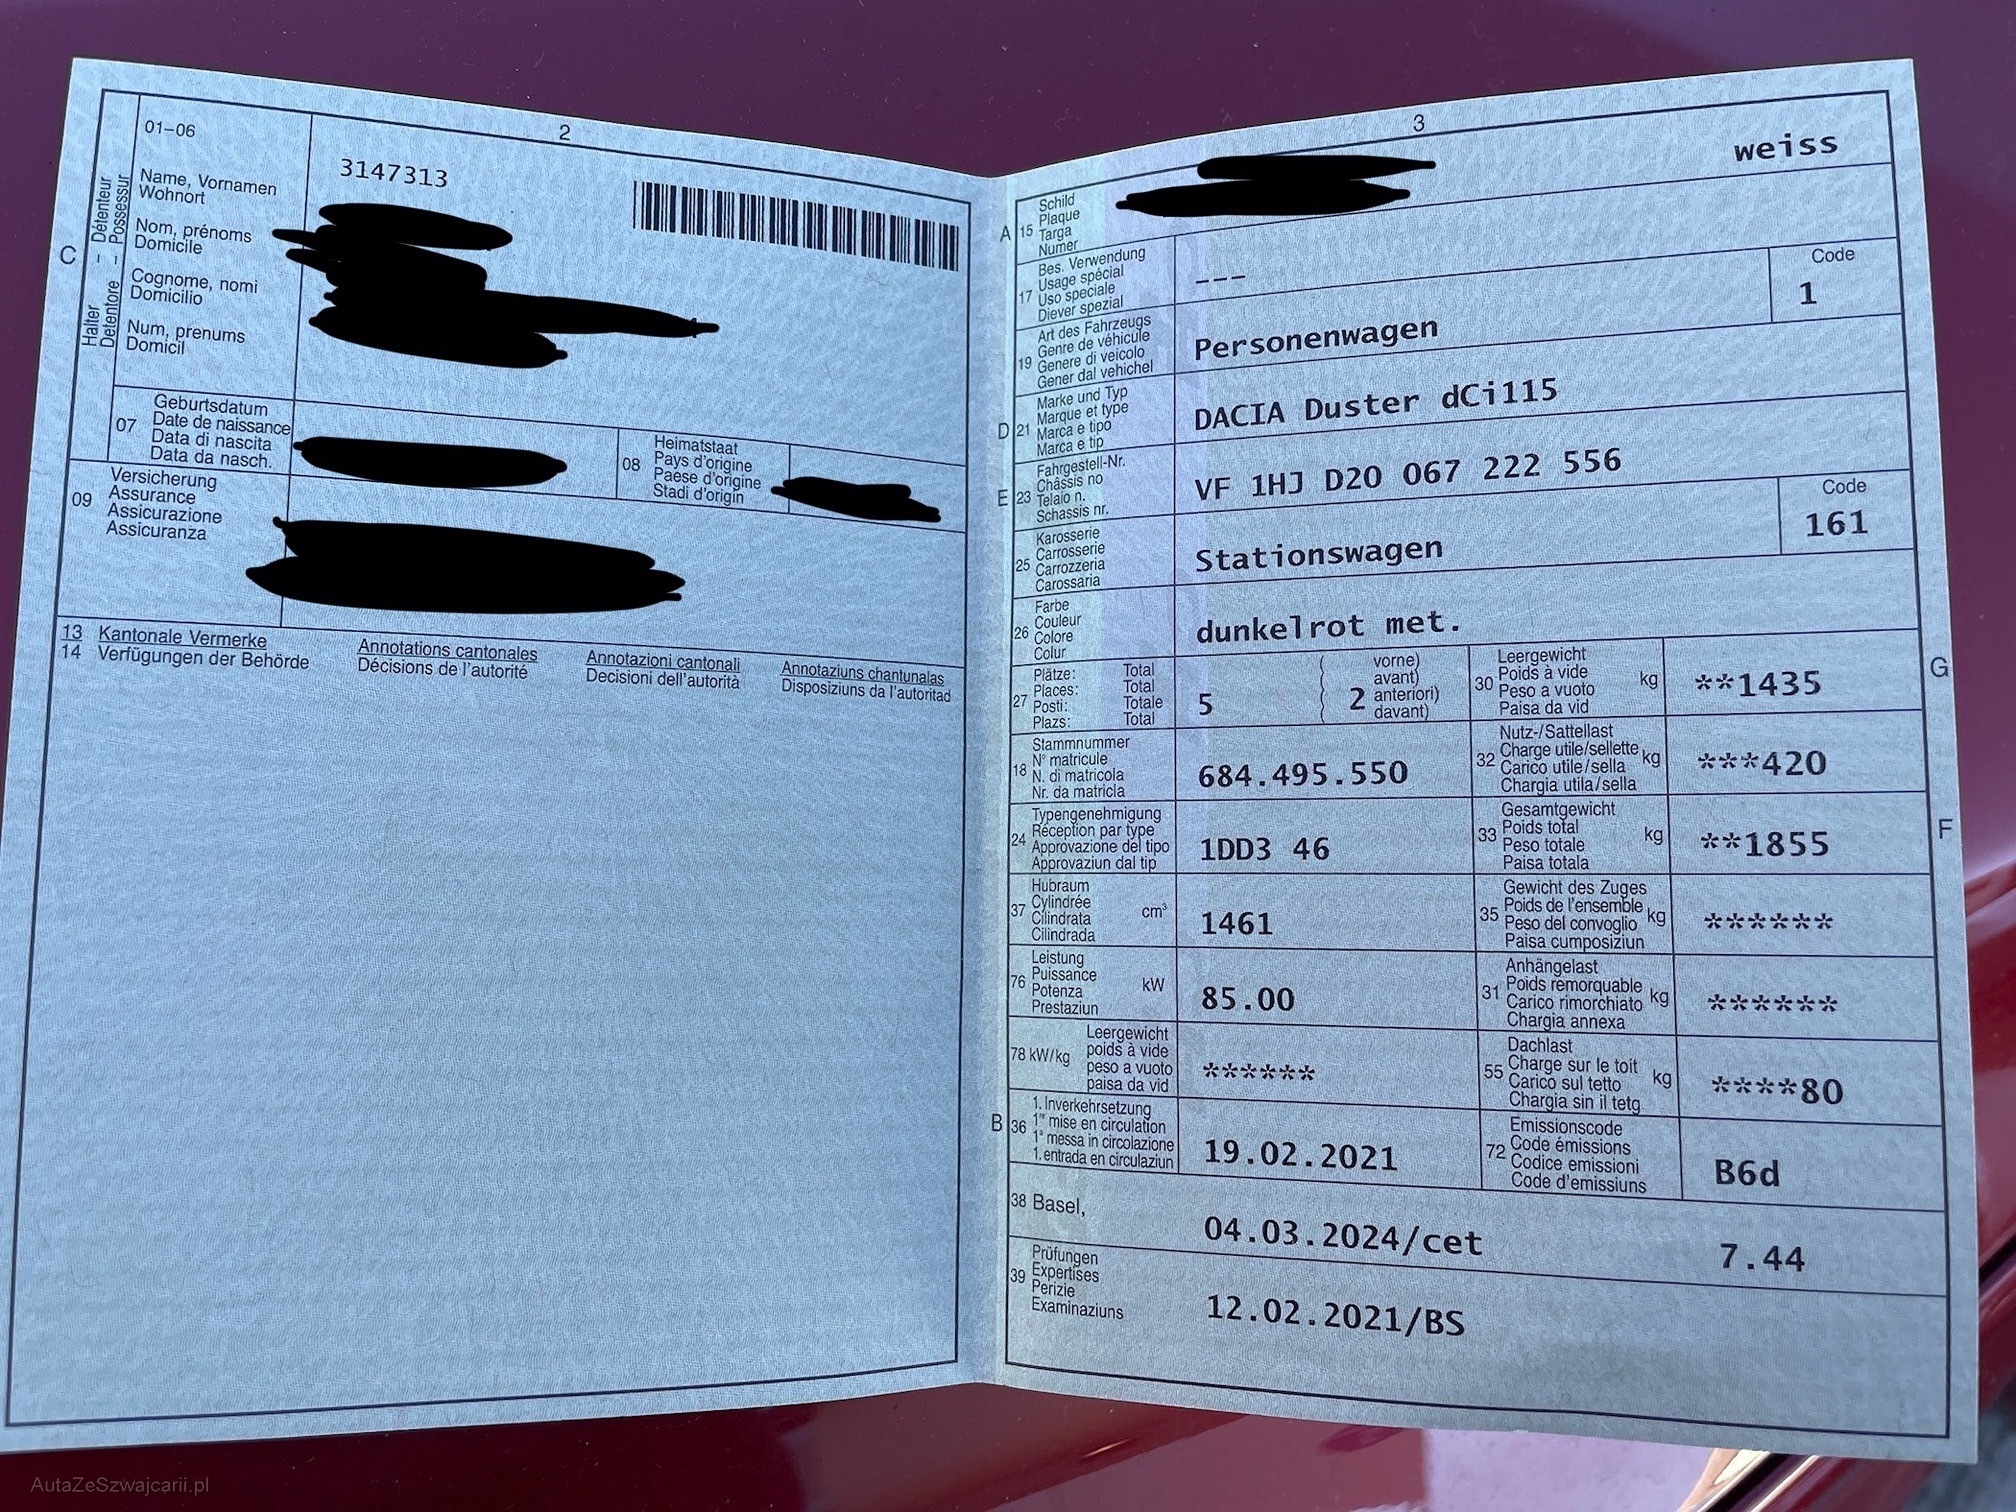 2
01-06
3147313
C
Halter - Détenteur
Detentore - Possessur
Name, Vornamen
Wohnort
Nom, prénoms
Domicile
Cognome, nomi
Domicilio
Num, prenums
Domicil
07
Geburtsdatum
Date de naissance
Data di nascita
Data da nasch.
08
Heimatstaat
Pays d'origine
Paese d'origine
Stadi d'origin
09
Versicherung
Assurance
Assicurazione
Assicuranza
13 Kantonale Vermerke
14 Verfügungen der Behörde
Annotations cantonales
Décisions de l'autorité
Annotazioni cantonali
Decisioni dell'autorità
Annotaziuns chantunalas
Disposiziuns da l'autoritad
3
A 15
Schild
Plaque
Targa
Numer
weiss
17
Bes. Verwendung
Usage spécial
Uso speciale
Diever spezial
---
19
Art des Fahrzeugs
Genre de véhicule
Genere di veicolo
Gener dal vehichel
Personenwagen
Code
1
D 21
Marke und Typ
Marque et type
Marca e tipo
Marca e tip
DACIA Duster dCi115
E 23
Fahrgestell-Nr.
Châssis no
Telaio n.
Schassis nr.
VF 1HJ D20 067 222 556
25
Karosserie
Carrosserie
Carrozzeria
Carossaria
Stationswagen
Code
161
26
Farbe
Couleur
Colore
Colur
dunkelrot met.
27
Plätze: Total
Places: Total
Posti: Totale
Plazs: Total
5
2
( vorne)
avant)
anteriori)
( davant)
30
Leergewicht
Poids à vide
Peso a vuoto
Paisa da vid
kg
**1435
G
18
Stammnummer
N° matricule
N. di matricola
Nr. da matricla
684.495.550
32
Nutz-/Sattellast
Charge utile/sellette
Carico utile/sella
Chargia utila/sella
kg
***420
24
Typengenehmigung
Réception par type
Approvazione del tipo
Approvaziun dal tip
1DD3 46
33
Gesamtgewicht
Poids total
Peso totale
Paisa totala
kg
**1855
F
37
Hubraum
Cylindrée
Cilindrata
Cilindrada
cm³
1461
35
Gewicht des Zuges
Poids de l'ensemble
Peso del convoglio
Paisa cumposiziun
kg
******
76
Leistung
Puissance
Potenza
Prestaziun
kW
85.00
31
Anhängelast
Poids remorquable
Carico rimorchiato
Chargia annexa
kg
******
78 kW/kg
Leergewicht
poids à vide
peso a vuoto
paisa da vid
******
55
Dachlast
Charge sur le toit
Carico sul tetto
Chargia sin il tetg
kg
****80
B 36
1. Inverkehrsetzung
1re mise en circulation
1a messa in circolazione
1. entrada en circulaziun
19.02.2021
72
Emissionscode
Code émissions
Codice emissioni
Code d'emissiuns
B6d
38 Basel,
04.03.2024/cet
7.44
39
Prüfungen
Expertises
Perizie
Examinaziuns
12.02.2021/BS
AutaZeSzwajcarii.pl